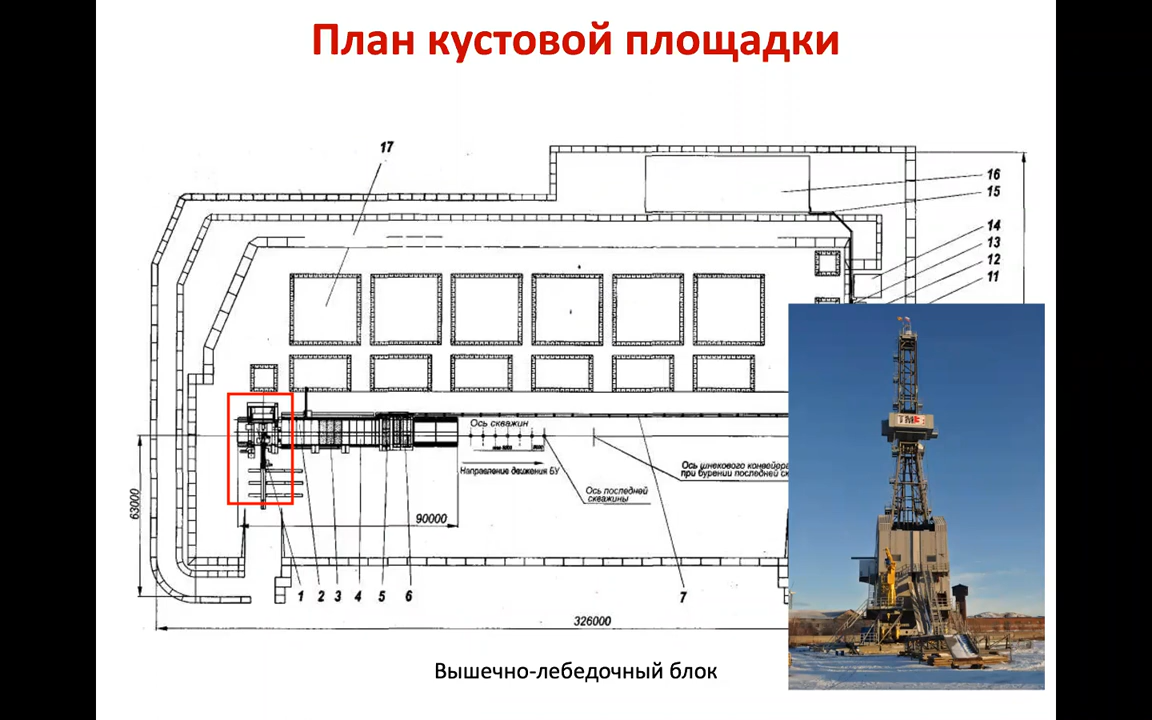 План кустовой площадки
17
16
15
14
13
12
11
Ось скважин
Направление движения БУ
Ось последней
скважины
Ось шнекового конвейера
при бурении последней
63000
90000
1 2 3 4 5 6
7
326000
Вышечно-лебедочный блок